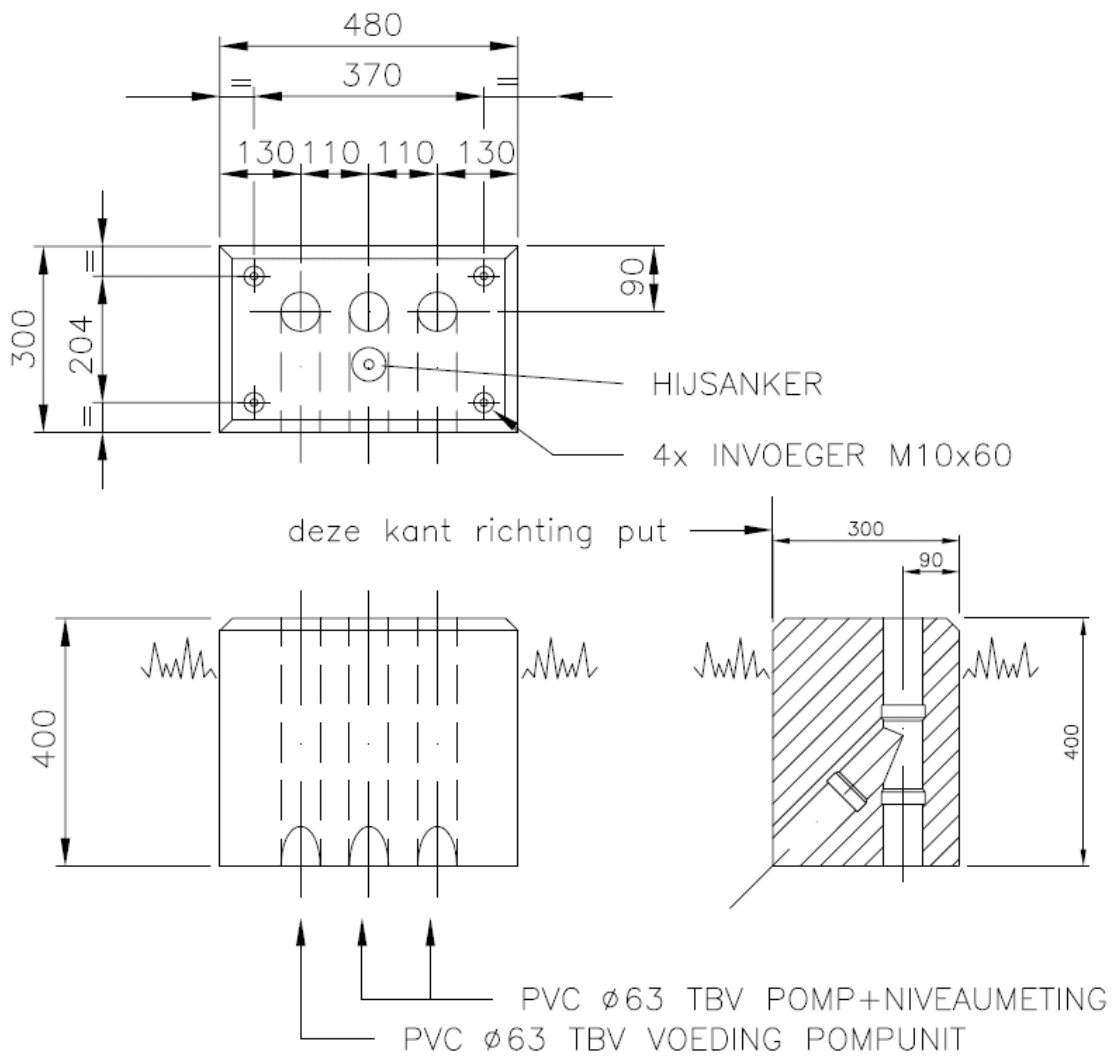 480
= 370 =
130 110 110 130
=
300
204
=
90
HIJSANKER
4x INVOEGER M10x60
deze kant richting put
300
90
400
400
PVC Ø63 TBV POMP+NIVEAUMETING
PVC Ø63 TBV VOEDING POMPUNIT